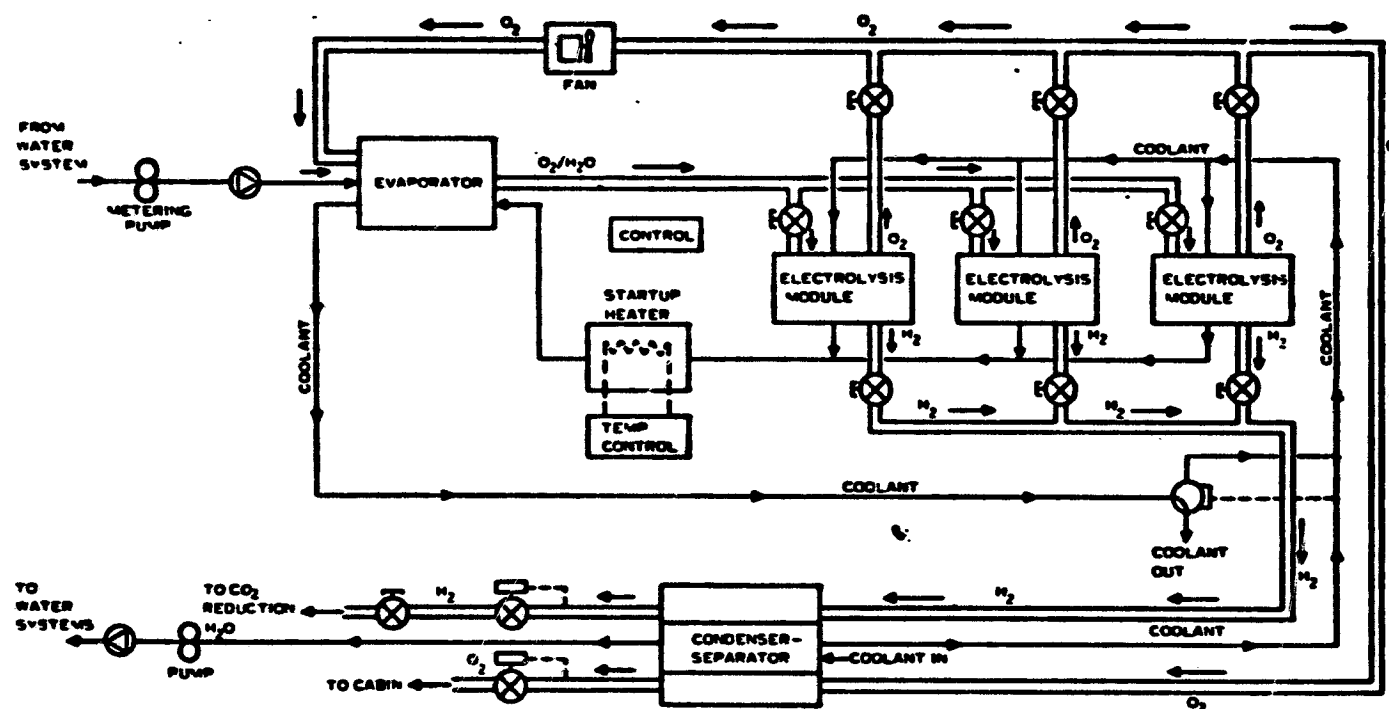 O2
O2
FAN
FROM
WATER
SYSTEM
METERING
PUMP
EVAPORATOR
O2/H2O
COOLANT
CONTROL
O2
O2
O2
ELECTROLYSIS
MODULE
ELECTROLYSIS
MODULE
ELECTROLYSIS
MODULE
STARTUP
HEATER
H2
H2
H2
COOLANT
COOLANT
TEMP
CONTROL
H2
H2
COOLANT
COOLANT
OUT
H2
TO
WATER
SYSTEMS
TO CO2
REDUCTION
H2
H2O
PUMP
O2
TO CABIN
CONDENSER-
SEPARATOR
H2
COOLANT
COOLANT IN
O2